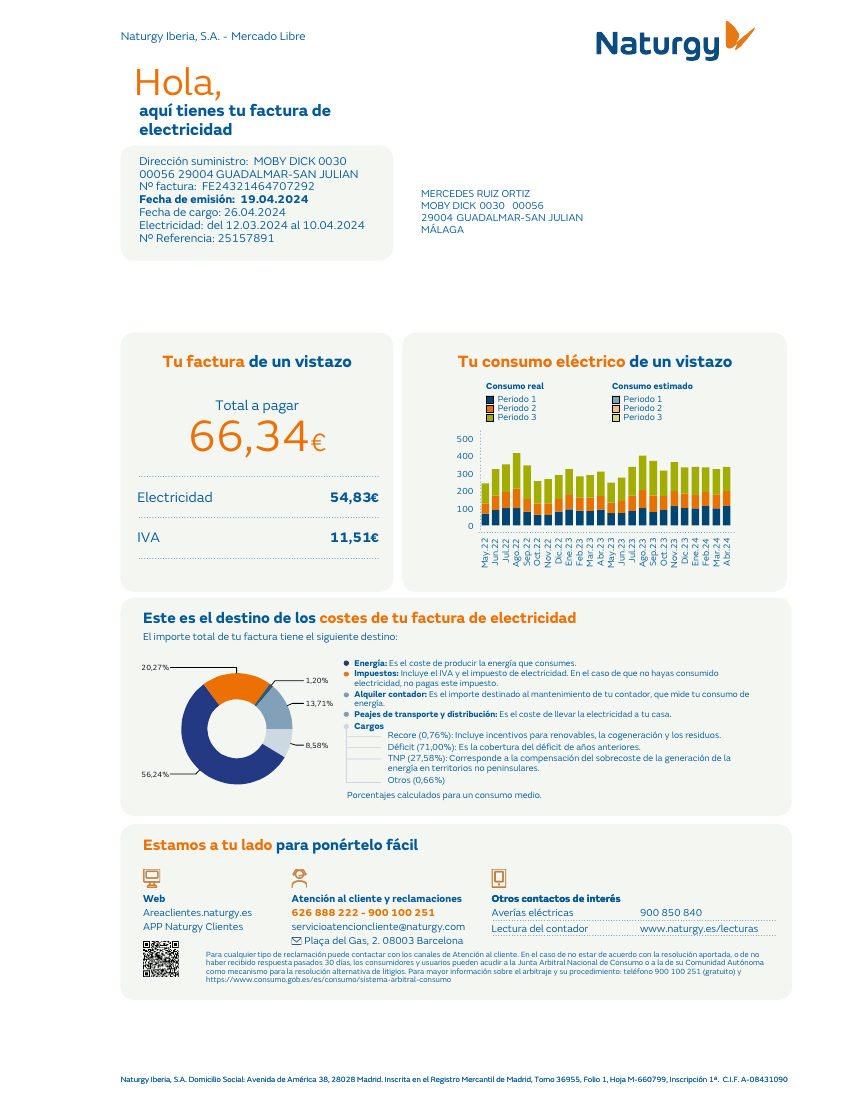 Naturgy Iberia, S.A. - Mercado Libre
Naturgy
Hola,
aquí tienes tu factura de
electricidad
Dirección suministro: MOBY DICK 0030
00056 29004 GUADALMAR-SAN JULIAN
Nº factura: FE24321464707292
Fecha de emisión: 19.04.2024
Fecha de cargo: 26.04.2024
Electricidad: del 12.03.2024 al 10.04.2024
Nº Referencia: 25157891
MERCEDES RUIZ ORTIZ
MOBY DICK 0030 00056
29004 GUADALMAR-SAN JULIAN
MÁLAGA
Tu factura de un vistazo
Total a pagar
66,34€
Electricidad 54,83€
IVA 11,51€
Tu consumo eléctrico de un vistazo
Consumo real Consumo estimado
Periodo 1 Periodo 1
Periodo 2 Periodo 2
Periodo 3 Periodo 3
500
400
300
200
100
0
May.22 Jun.22 Jul.22 Ago.22 Sep.22 Oct.22 Nov.22 Dic.22 Ene.23 Feb.23 Mar.23 Abr.23 May.23 Jun.23 Jul.23 Ago.23 Sep.23 Oct.23 Nov.23 Dic.23 Ene.24 Feb.24 Mar.24 Abr.24
Este es el destino de los costes de tu factura de electricidad
El importe total de tu factura tiene el siguiente destino:
20,27%
1,20%
13,71%
8,58%
56,24%
Energía: Es el coste de producir la energía que consumes.
Impuestos: Incluye el IVA y el impuesto de electricidad. En el caso de que no hayas consumido
electricidad, no pagas este impuesto.
Alquiler contador: Es el importe destinado al mantenimiento de tu contador, que mide tu consumo de
energía.
Peajes de transporte y distribución: Es el coste de llevar la electricidad a tu casa.
Cargos
Recore (0,76%): Incluye incentivos para renovables, la cogeneración y los residuos.
Déficit (71,00%): Es la cobertura del déficit de años anteriores.
TNP (27,58%): Corresponde a la compensación del sobrecoste de la generación de la
energía en territorios no peninsulares.
Otros (0,66%)
Porcentajes calculados para un consumo medio.
Estamos a tu lado para ponértelo fácil
Web
Areaclientes.naturgy.es
APP Naturgy Clientes
Atención al cliente y reclamaciones
626 888 222 - 900 100 251
servicioatencioncliente@naturgy.com
Plaça del Gas, 2. 08003 Barcelona
Otros contactos de interés
Averías eléctricas 900 850 840
Lectura del contador www.naturgy.es/lecturas
Para cualquier tipo de reclamación puede contactar con los canales de Atención al cliente. En el caso de no estar de acuerdo con la resolución aportada, o de no
haber recibido respuesta pasados 30 días, los consumidores y usuarios pueden acudir a la Junta Arbitral Nacional de Consumo o a la de su Comunidad Autónoma
como mecanismo para la resolución alternativa de litigios. Para mayor información sobre el arbitraje y su procedimiento: teléfono 900 100 251 (gratuito) y
https://www.consumo.gob.es/es/consumo/sistema-arbitral-consumo
Naturgy Iberia, S.A. Domicilio Social: Avenida de América 38, 28028 Madrid. Inscrita en el Registro Mercantil de Madrid, Tomo 36955, Folio 1, Hoja M-660799, Inscripción 1ª. C.I.F. A-08431090